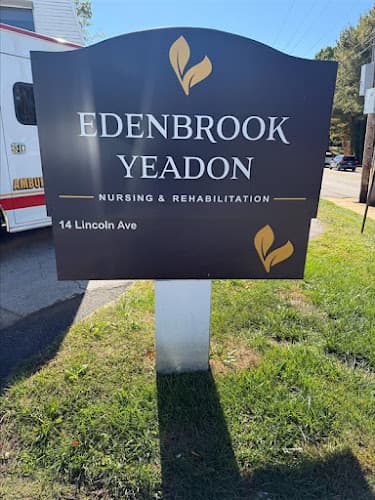 EDENBROOK
YEADON
NURSING & REHABILITATION
14 Lincoln Ave